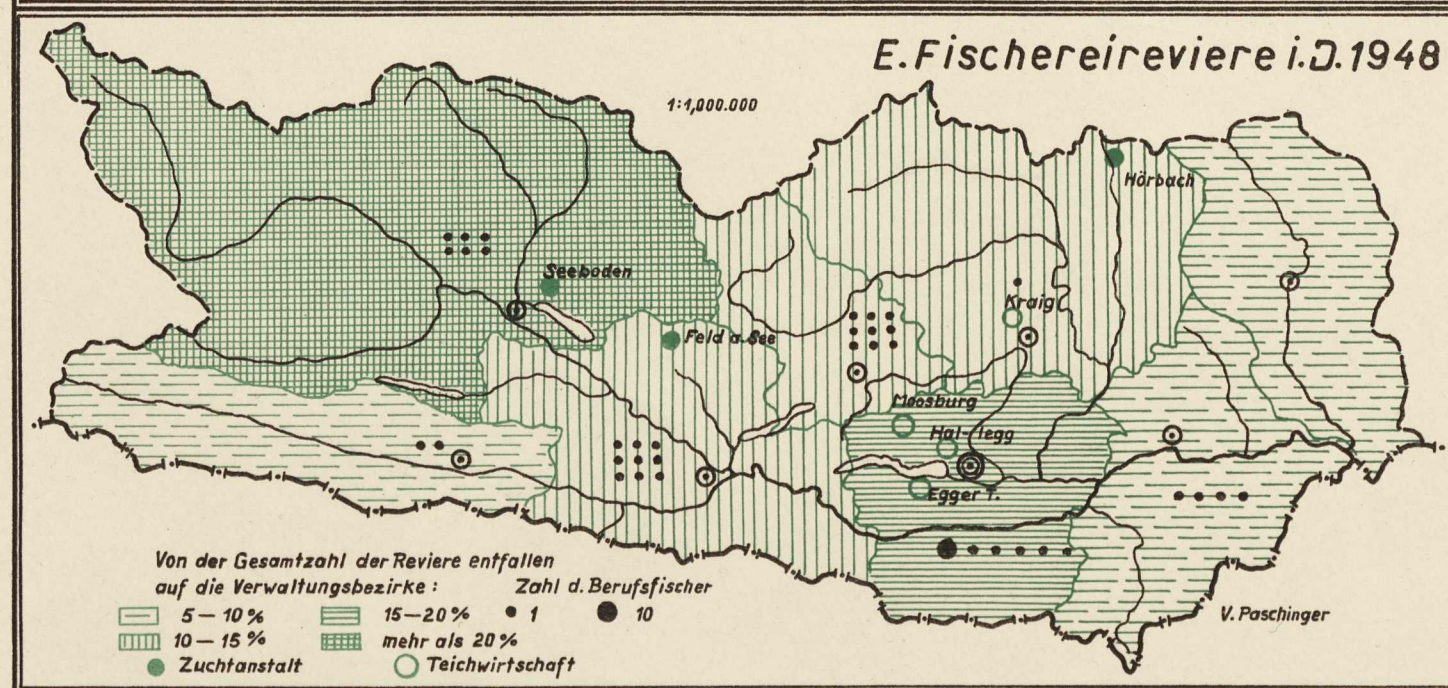 E. Fischereireviere i. J. 1948
1:1,000.000
Hörbach
Seeboden
Kraig
Feld a. See
Moosburg
Hal-legg
Egger T.
Von der Gesamtzahl der Reviere entfallen
auf die Verwaltungsbezirke: Zahl d. Berufsfischer
5–10% 15–20% 1 10
10–15% mehr als 20%
Zuchtanstalt Teichwirtschaft
V. Paschinger